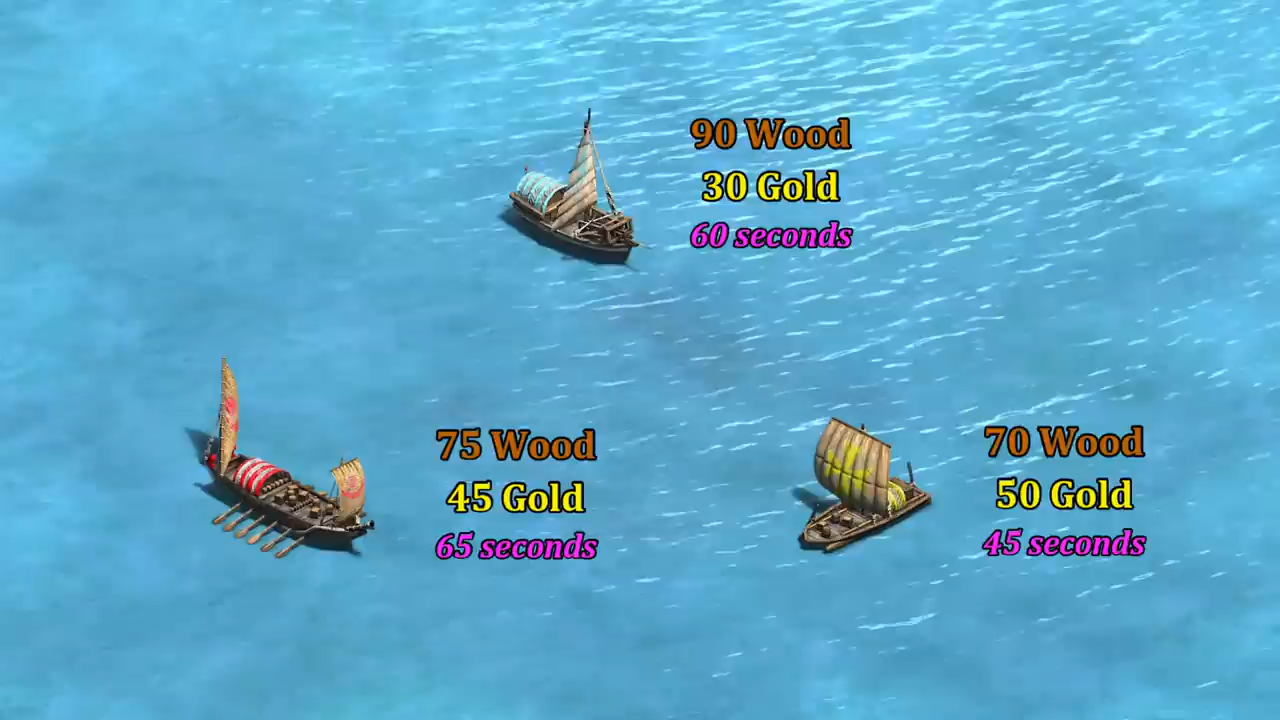 90 Wood
30 Gold
60 seconds
75 Wood
45 Gold
65 seconds
70 Wood
50 Gold
45 seconds